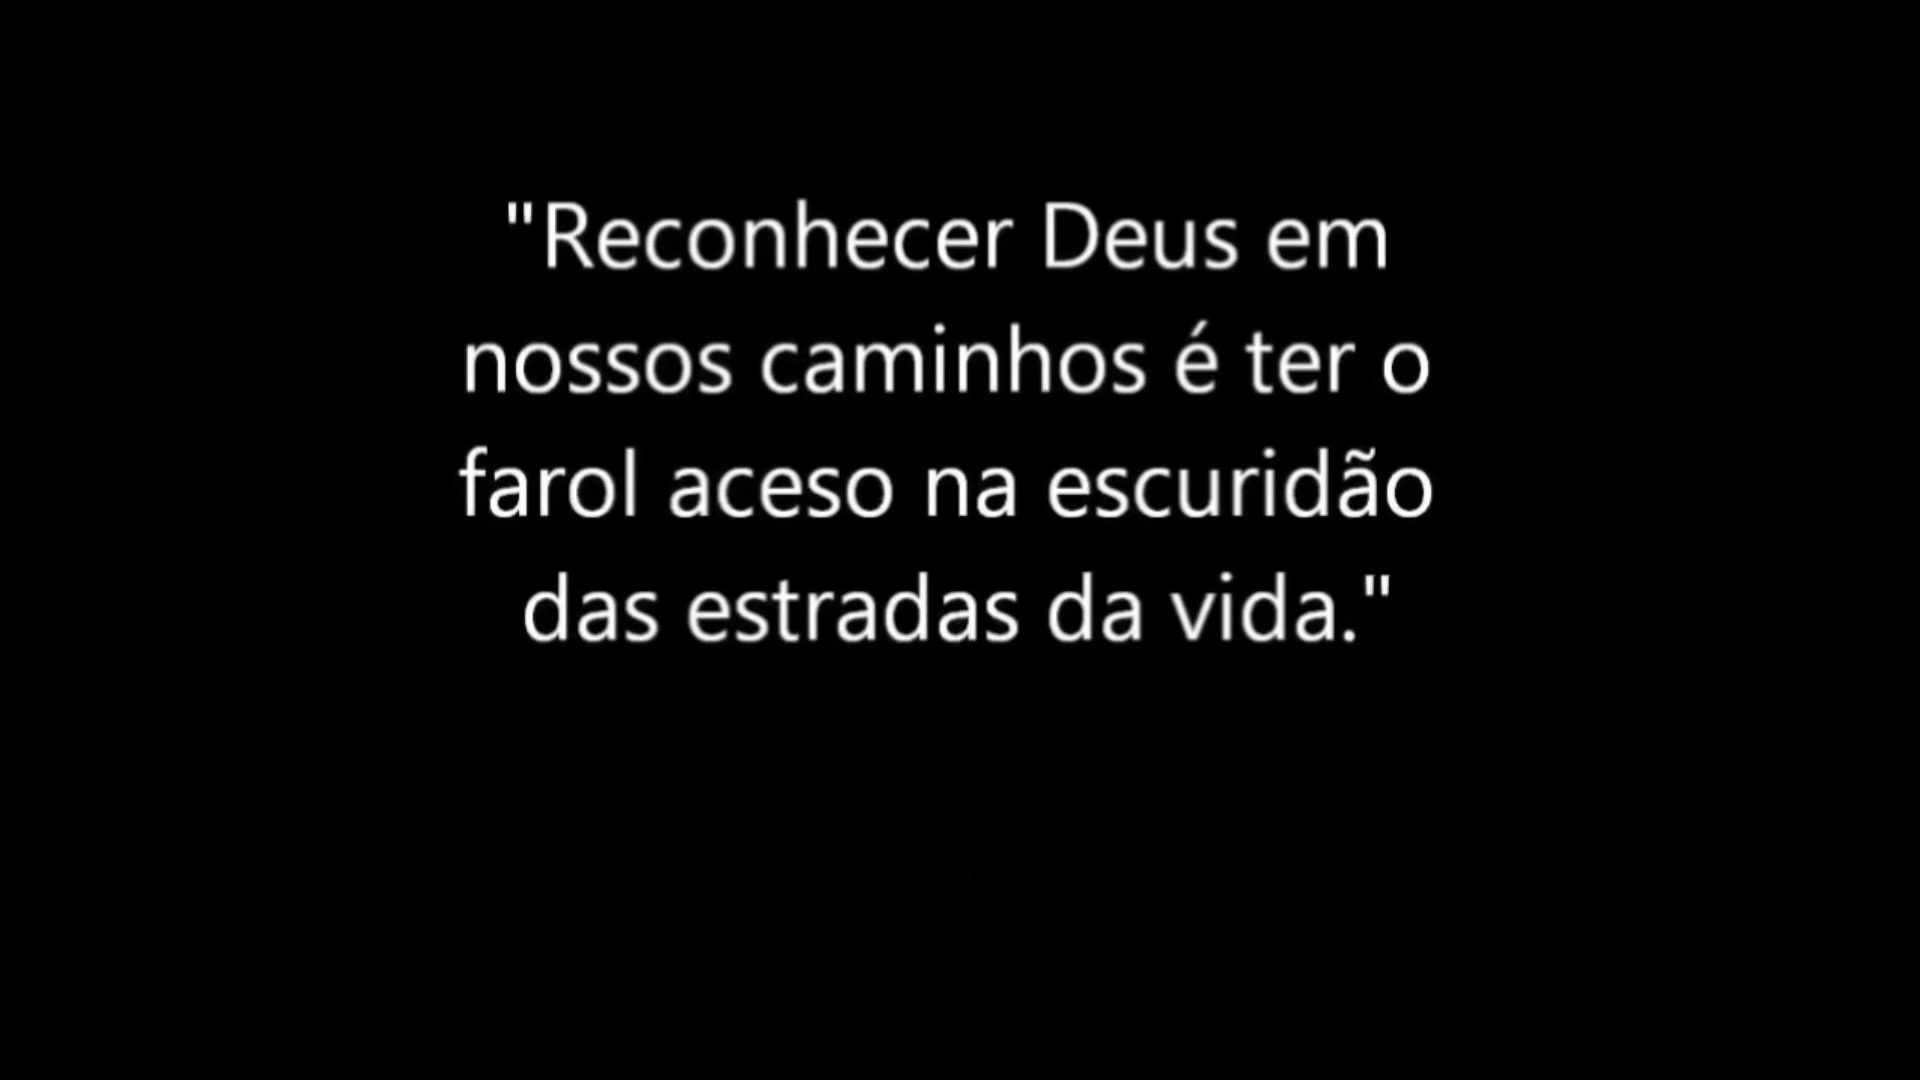 "Reconhecer Deus em
nossos caminhos é ter o
farol aceso na escuridão
das estradas da vida."